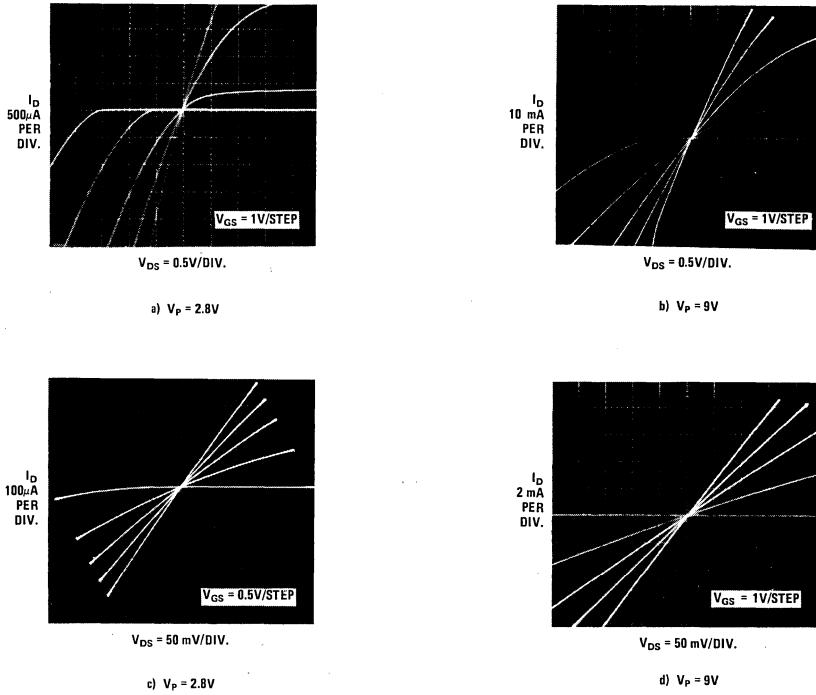 I_D
500μA
PER
DIV.
V_GS = 1V/STEP
V_DS = 0.5V/DIV.
a) V_P = 2.8V
I_D
10 mA
PER
DIV.
V_GS = 1V/STEP
V_DS = 0.5V/DIV.
b) V_P = 9V
I_D
100μA
PER
DIV.
V_GS = 0.5V/STEP
V_DS = 50 mV/DIV.
c) V_P = 2.8V
I_D
2 mA
PER
DIV.
V_GS = 1V/STEP
V_DS = 50 mV/DIV.
d) V_P = 9V